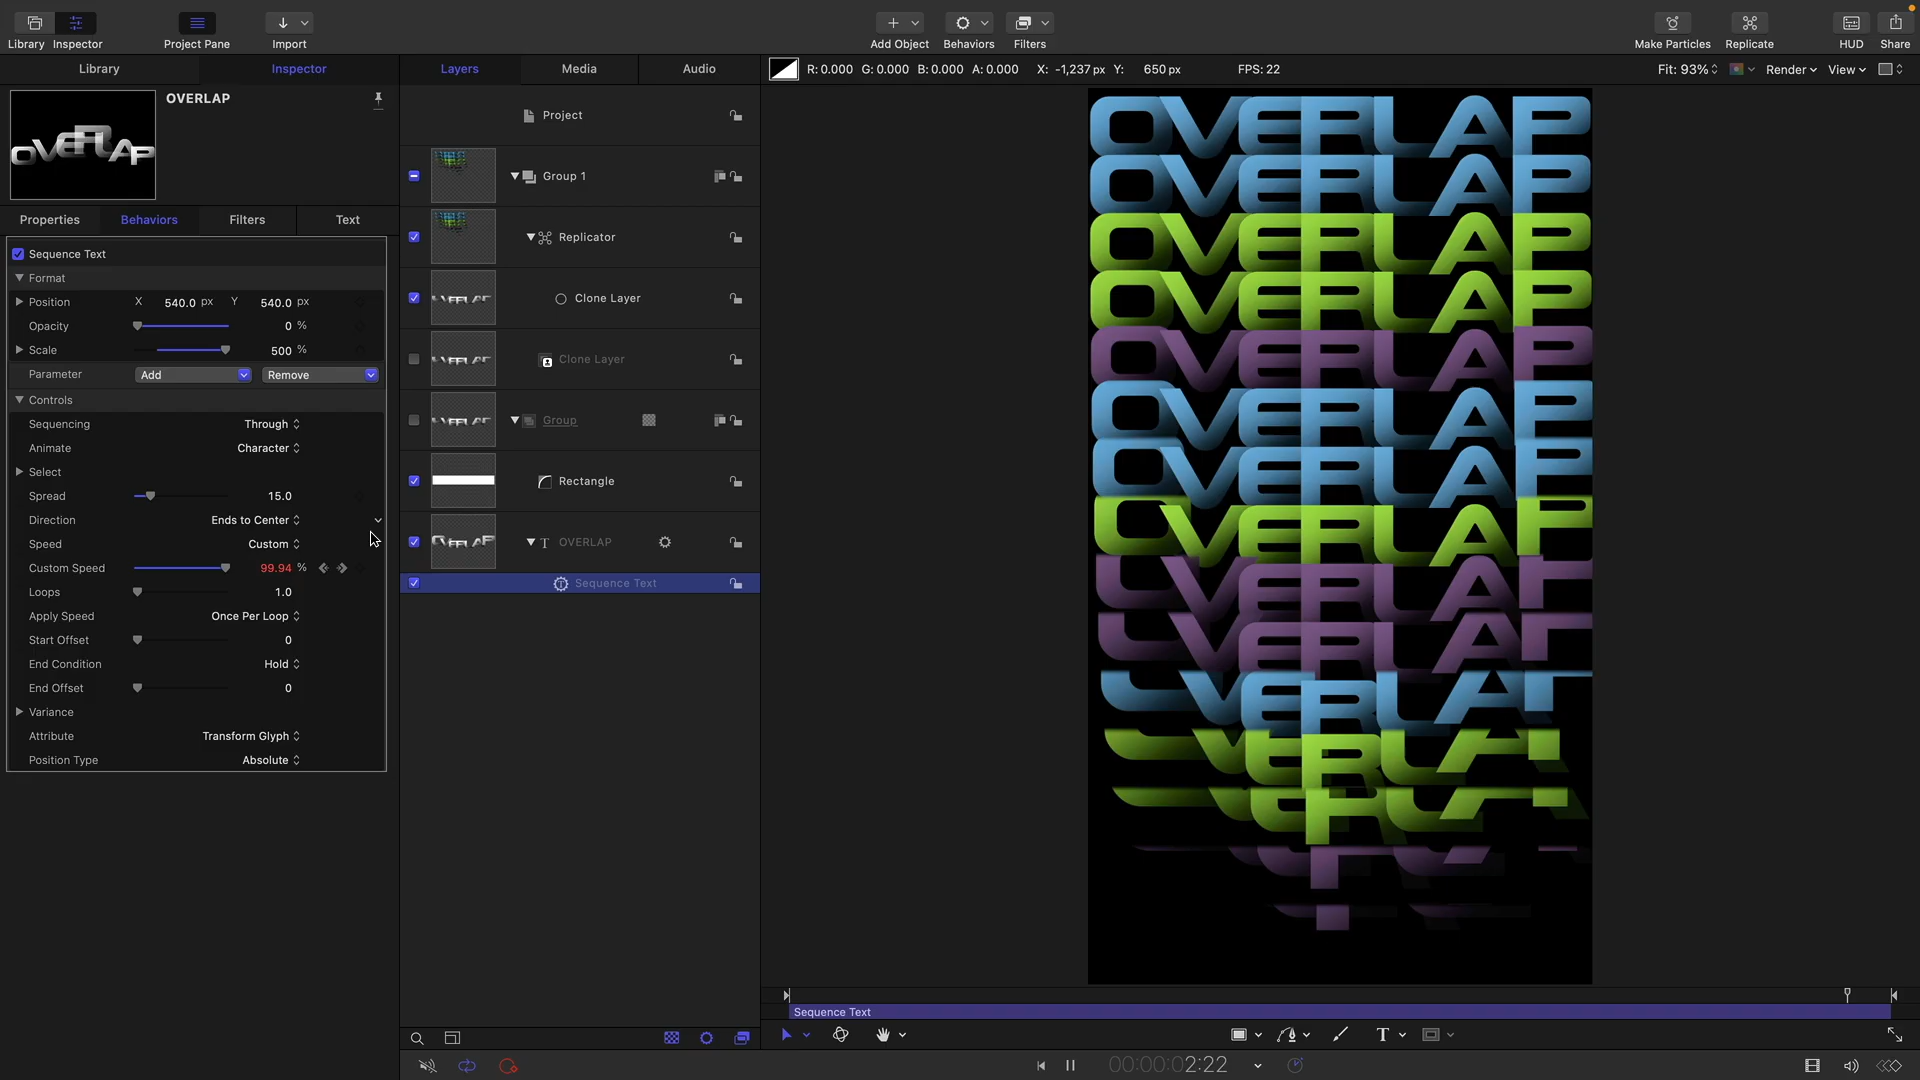 Library Inspector
Project Pane
Import
Add Object
Behaviors
Filters
Make Particles
Replicate
HUD
Share
Library
Inspector
Layers
Media
Audio
R: 0.000 G: 0.000 B: 0.000 A: 0.000 X: -1,237 px Y: 650 px FPS: 22
Fit: 93%
Render
View
OVERLAP
OVERLAP
Properties
Behaviors
Filters
Text
Sequence Text
Format
Position X 540.0 px Y 540.0 px
Opacity 0 %
Scale 500 %
Parameter Add Remove
Controls
Sequencing Through
Animate Character
Select
Spread 15.0
Direction Ends to Center
Speed Custom
Custom Speed 99.94 %
Loops 1.0
Apply Speed Once Per Loop
Start Offset 0
End Condition Hold
End Offset 0
Variance
Attribute Transform Glyph
Position Type Absolute
Project
Group 1
Replicator
Clone Layer
Clone Layer
Group
Rectangle
T OVERLAP
Sequence Text
OVERLAP
OVERLAP
OVERLAP
OVERLAP
OVERLAP
OVERLAP
OVERLAP
OVERLAP
OVERLAP
OVERLAP
OVERLAP
Sequence Text
T
00:00:02:22